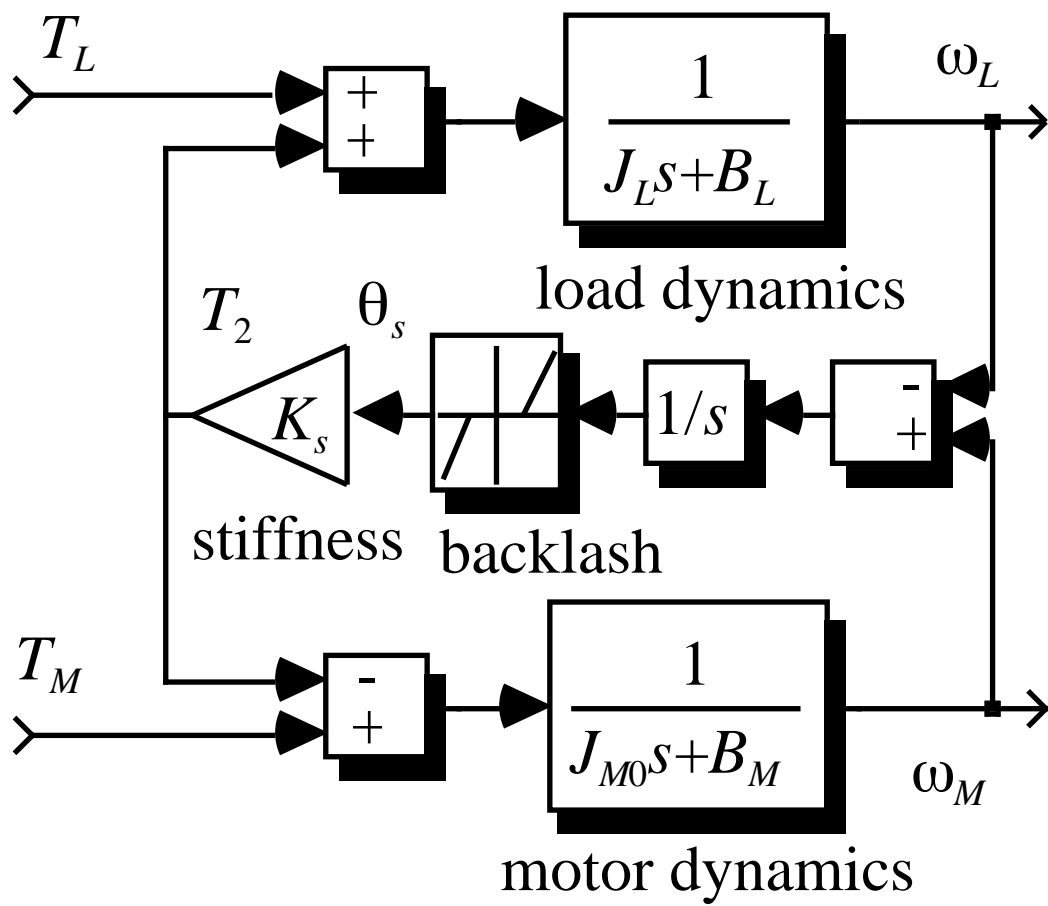 T_L
+
+
1
J_L s+B_L
ω_L
load dynamics
T_2
θ_s
K_s
1/s
-
+
stiffness
backlash
T_M
-
+
1
J_M0 s+B_M
ω_M
motor dynamics